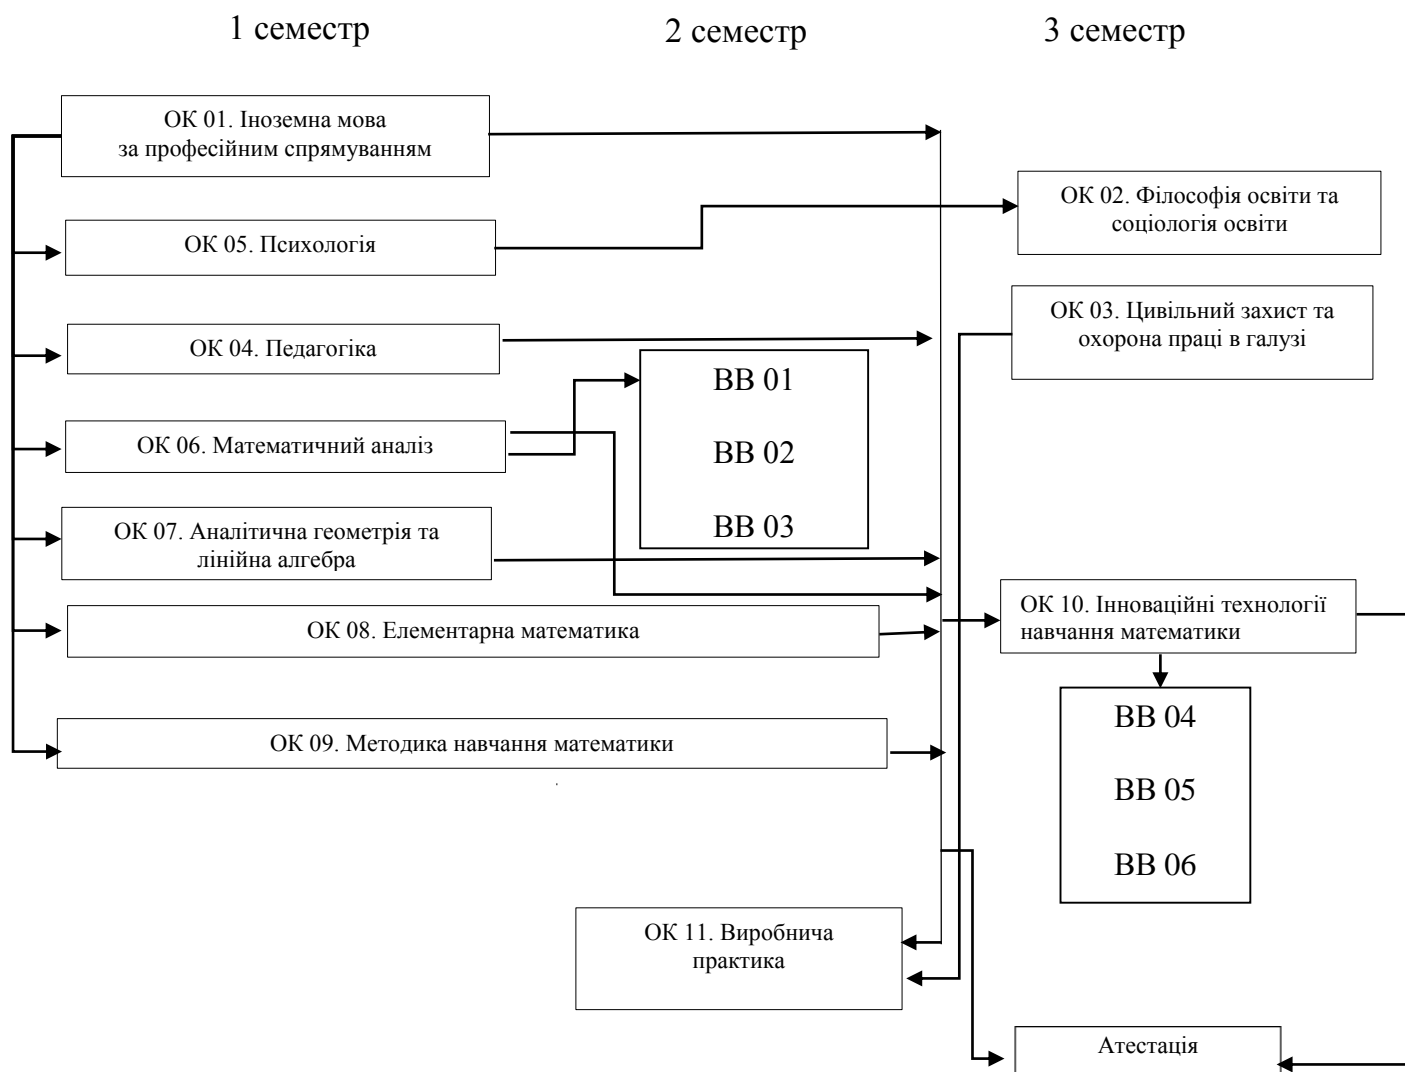 1 семестр
2 семестр
3 семестр
ОК 01. Іноземна мова
за професійним спрямуванням
ОК 02. Філософія освіти та
соціологія освіти
ОК 05. Психологія
ОК 03. Цивільний захист та
охорона праці в галузі
ОК 04. Педагогіка
ВВ 01
ВВ 02
ВВ 03
ОК 06. Математичний аналіз
ОК 07. Аналітична геометрія та
лінійна алгебра
ОК 10. Інноваційні технології
навчання математики
ОК 08. Елементарна математика
ВВ 04
ВВ 05
ВВ 06
ОК 09. Методика навчання математики
ОК 11. Виробнича
практика
Атестація